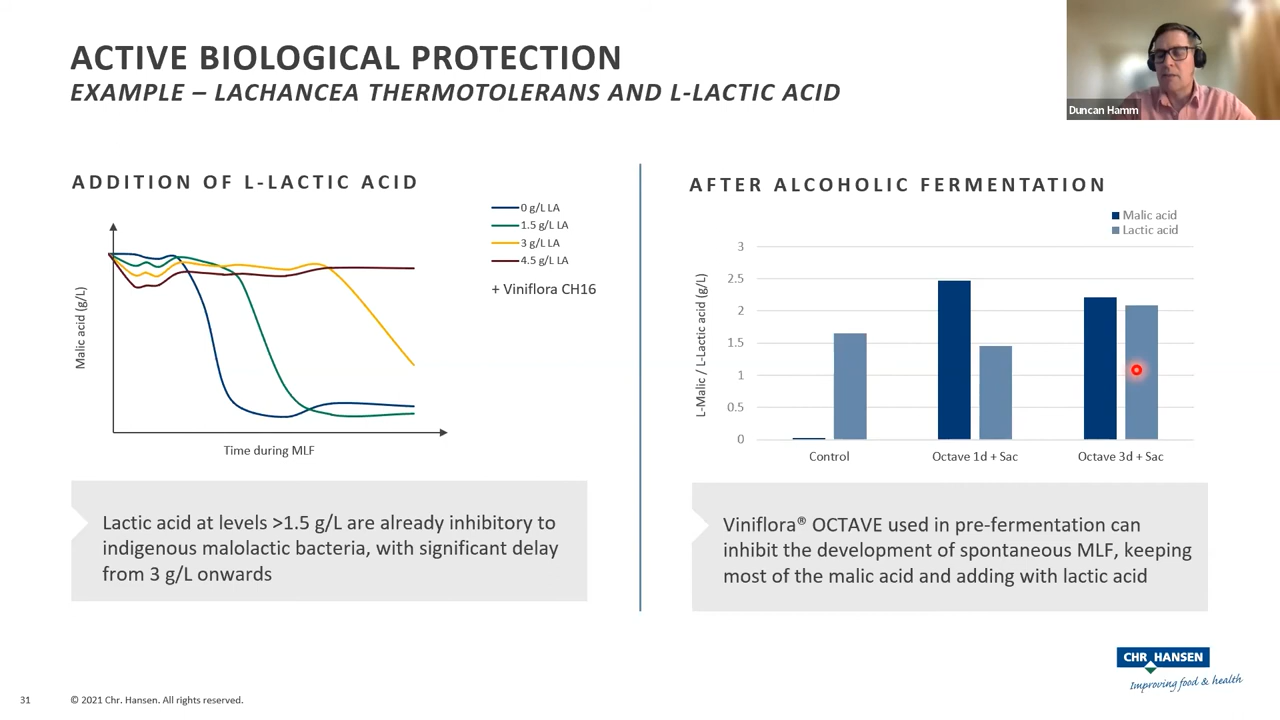 ACTIVE BIOLOGICAL PROTECTION
EXAMPLE – LACHANCEA THERMOTOLERANS AND L-LACTIC ACID
Duncan Hamm
ADDITION OF L-LACTIC ACID
0 g/L LA
1.5 g/L LA
3 g/L LA
4.5 g/L LA
+ Viniflora CH16
Malic acid (g/L)
Time during MLF
Lactic acid at levels >1.5 g/L are already inhibitory to
indigenous malolactic bacteria, with significant delay
from 3 g/L onwards
AFTER ALCOHOLIC FERMENTATION
Malic acid
Lactic acid
L-Malic / L-Lactic acid (g/L)
3
2.5
2
1.5
1
0.5
0
Control
Octave 1d + Sac
Octave 3d + Sac
Viniflora® OCTAVE used in pre-fermentation can
inhibit the development of spontaneous MLF, keeping
most of the malic acid and adding with lactic acid
CHR HANSEN
Improving food & health
31
© 2021 Chr. Hansen. All rights reserved.